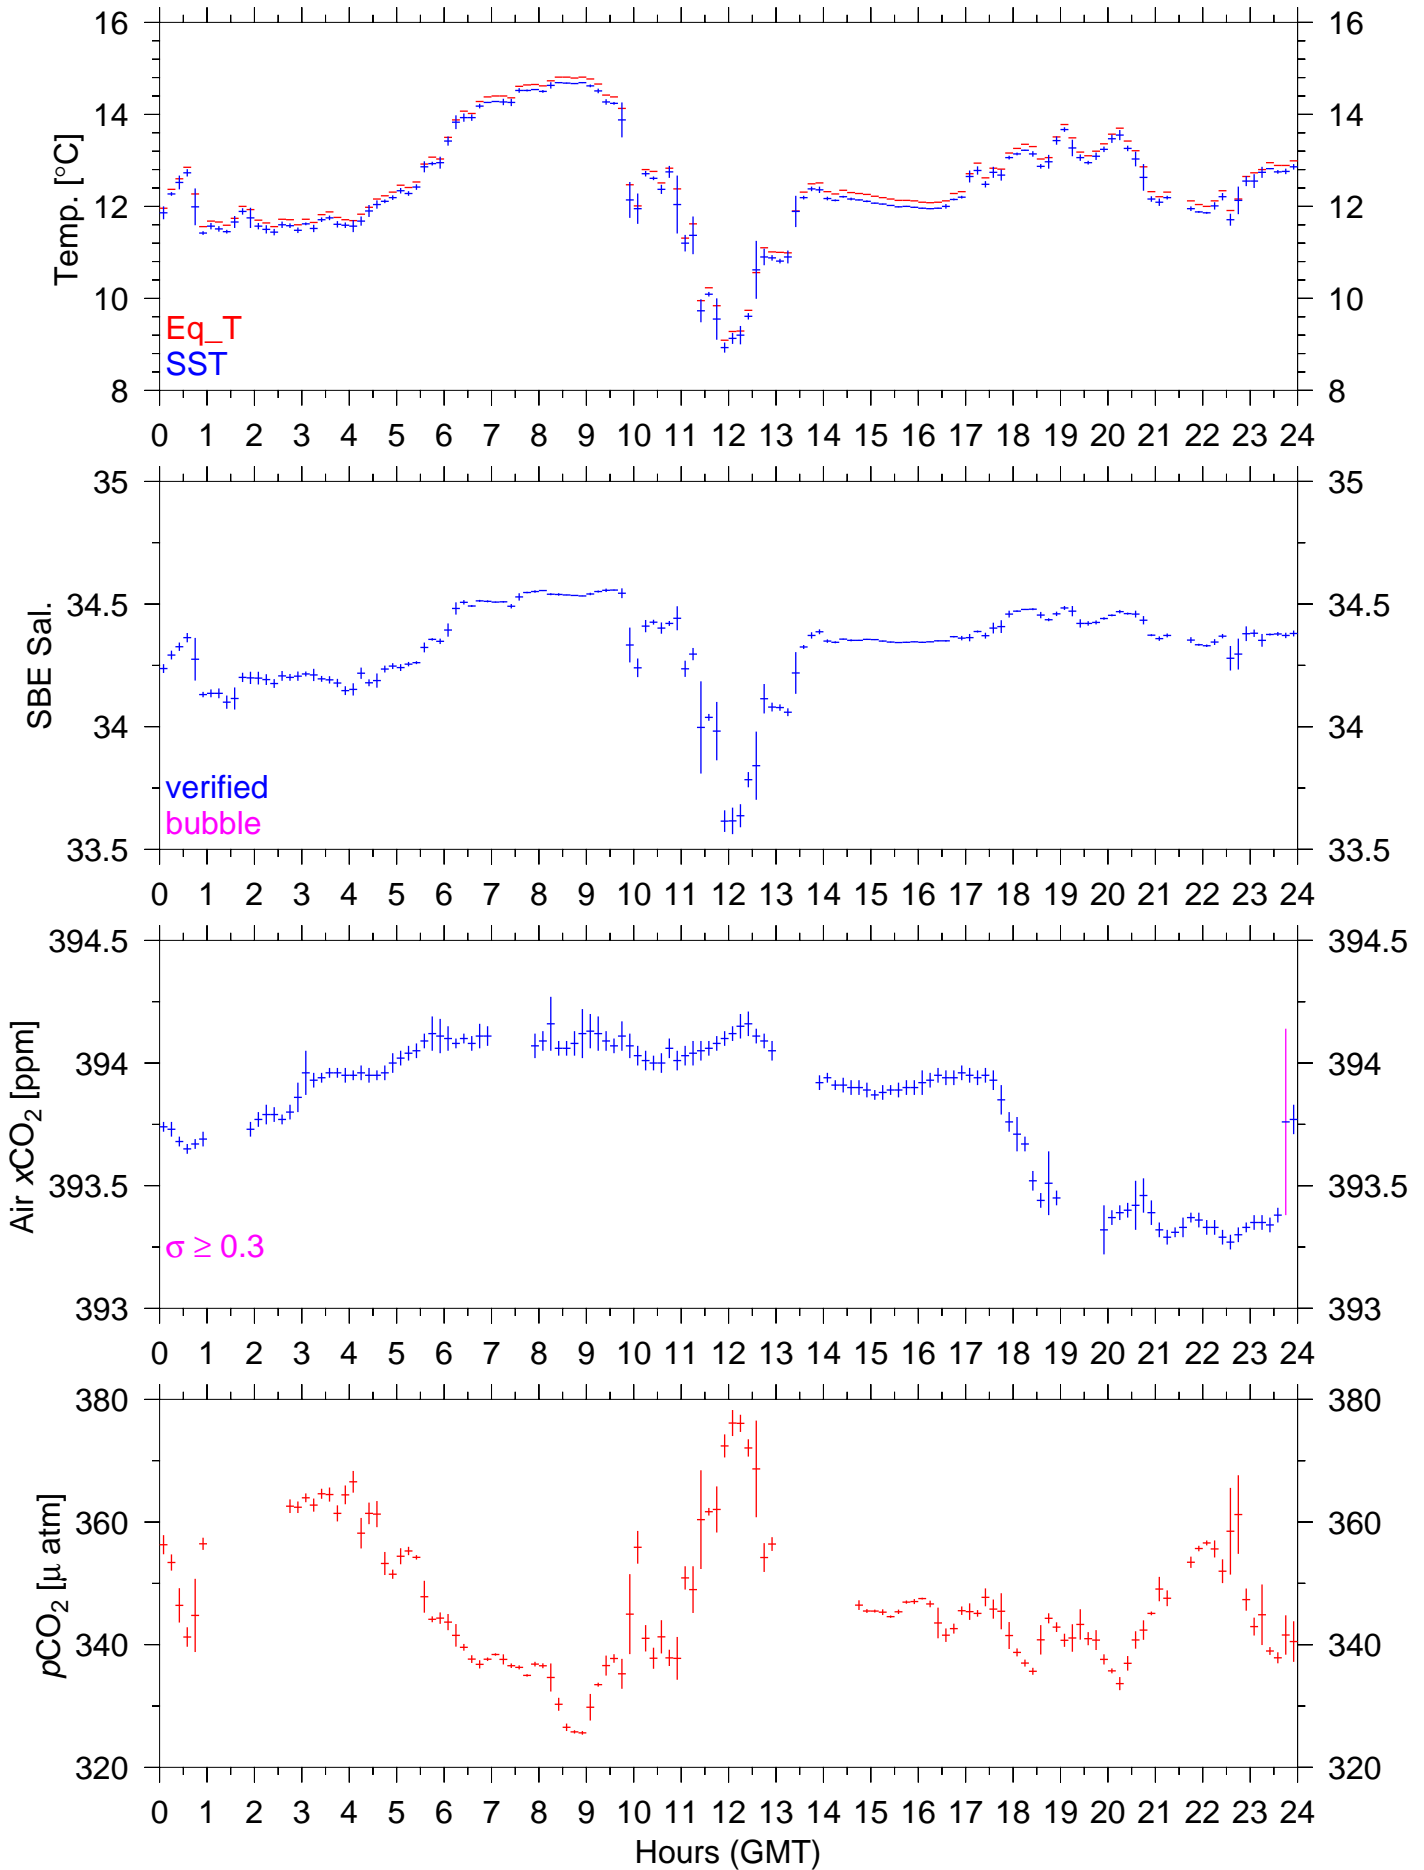 16 16
14 14
12 12
10 10
8 8
Temp. [°C]
Eq_T
SST
0 1 2 3 4 5 6 7 8 9 10 11 12 13 14 15 16 17 18 19 20 21 22 23 24
35 35
34.5 34.5
34 34
33.5 33.5
SBE Sal.
verified
bubble
0 1 2 3 4 5 6 7 8 9 10 11 12 13 14 15 16 17 18 19 20 21 22 23 24
394.5 394.5
394 394
393.5 393.5
393 393
Air xCO₂ [ppm]
σ ≥ 0.3
0 1 2 3 4 5 6 7 8 9 10 11 12 13 14 15 16 17 18 19 20 21 22 23 24
380 380
360 360
340 340
320 320
pCO₂ [μ atm]
0 1 2 3 4 5 6 7 8 9 10 11 12 13 14 15 16 17 18 19 20 21 22 23 24
Hours (GMT)